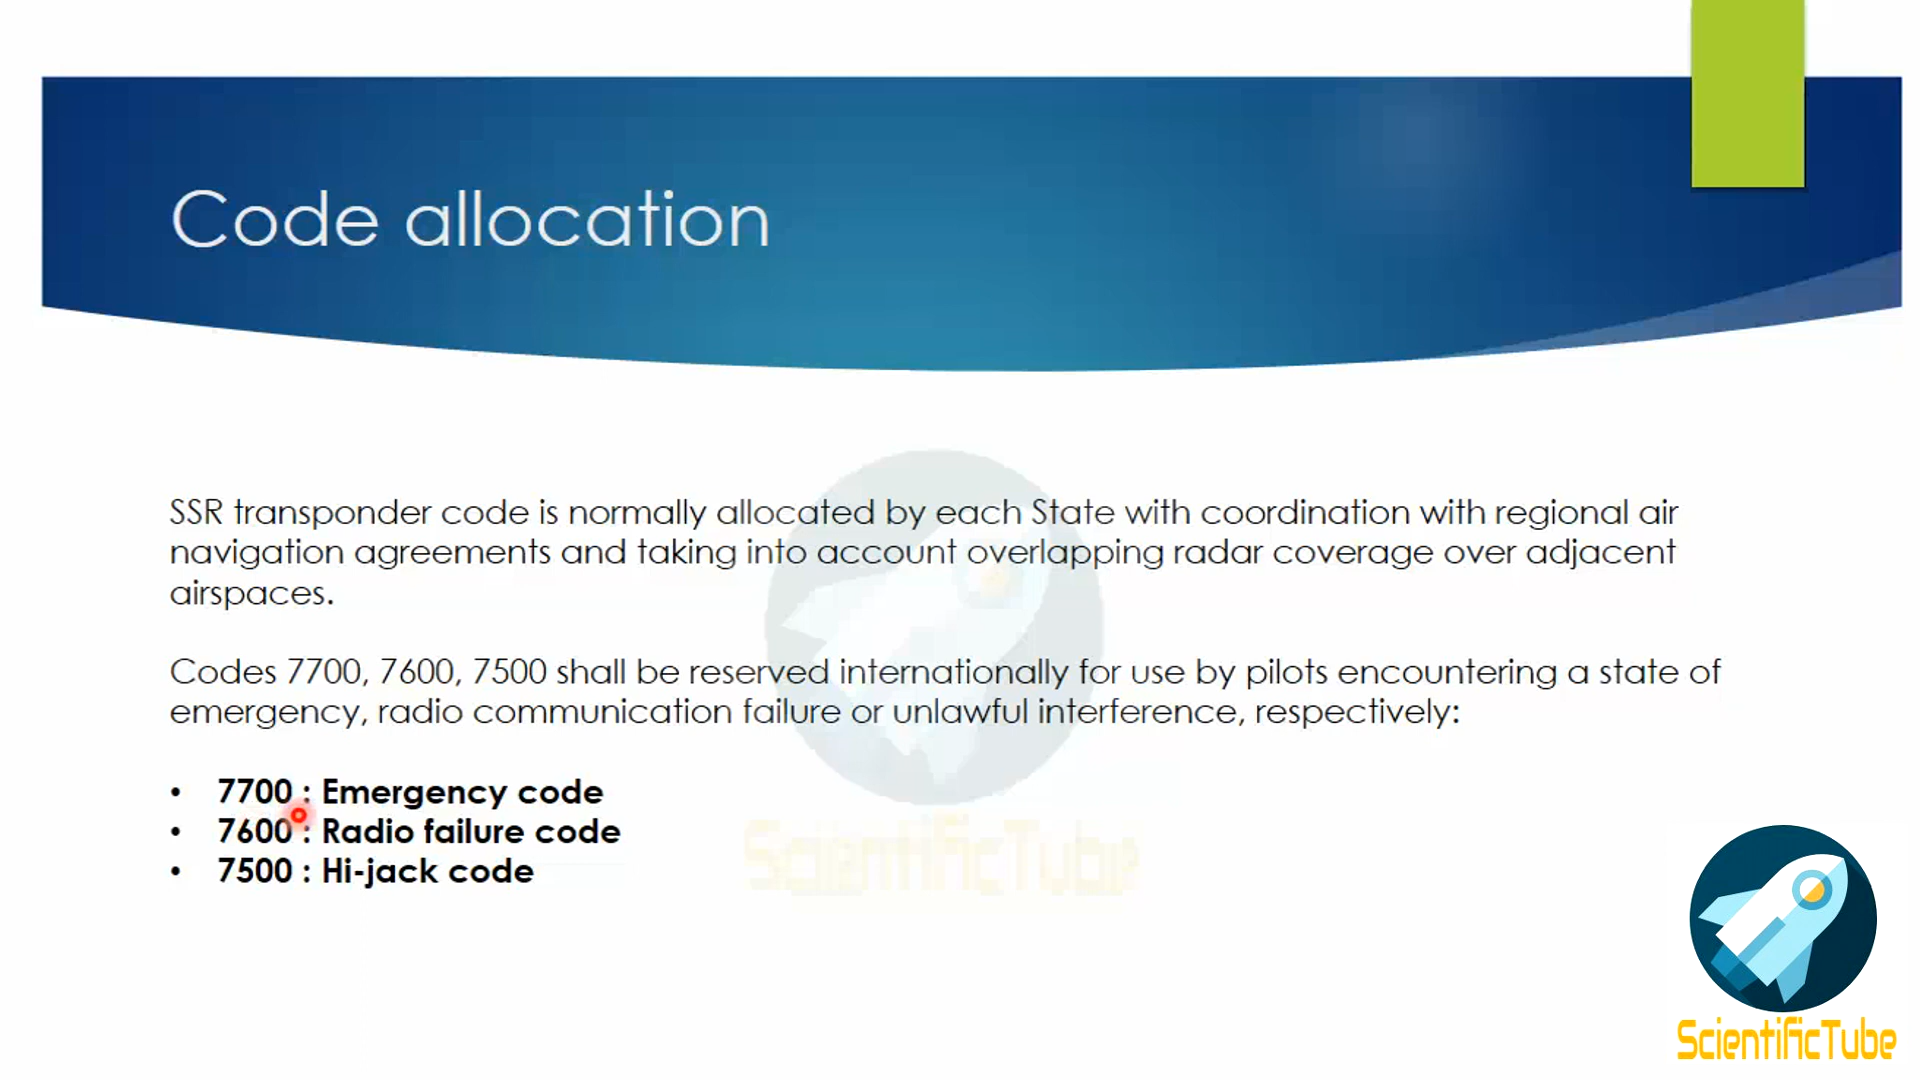 Code allocation
SSR transponder code is normally allocated by each State with coordination with regional air
navigation agreements and taking into account overlapping radar coverage over adjacent
airspaces.
Codes 7700, 7600, 7500 shall be reserved internationally for use by pilots encountering a state of
emergency, radio communication failure or unlawful interference, respectively:
• 7700 : Emergency code
• 7600 : Radio failure code
• 7500 : Hi-jack code
ScientificTube
ScientificTube